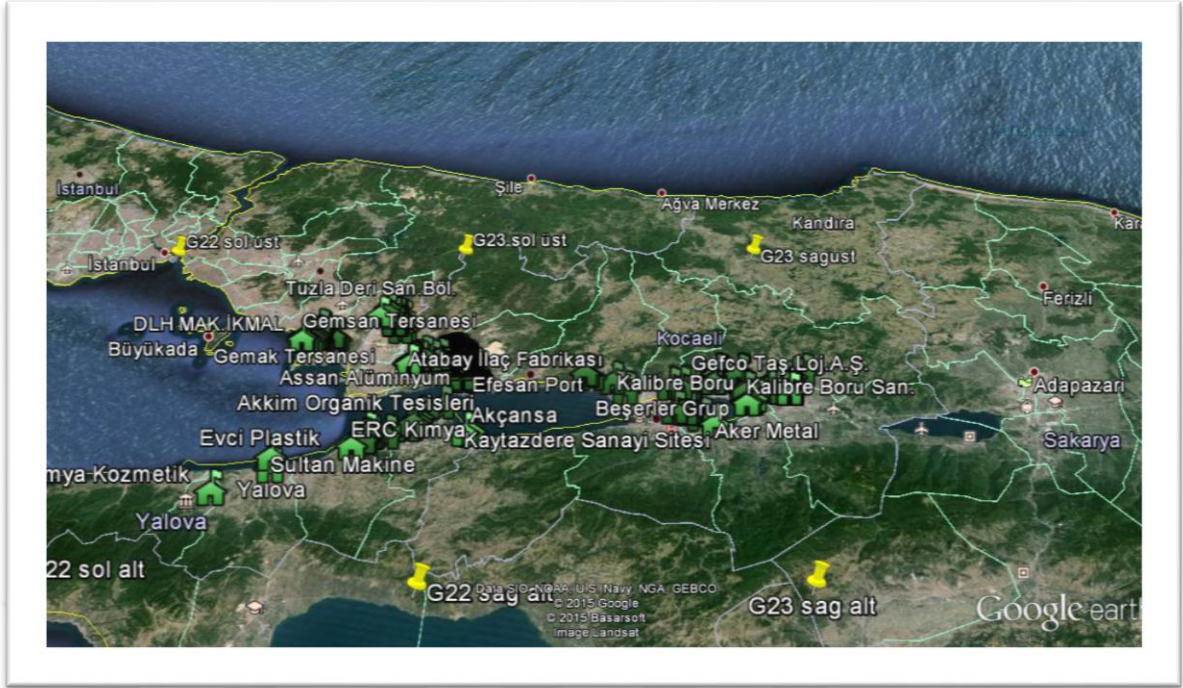 Şile
İstanbul
Ağva Merkez
Kandıra
Kar
G22 sol üst
G23 sol üst
G23 sagust
İstanbul
Tuzla Deri San.Böl.
Ferizli
DLH MAK.İKMAL
Gemsan Tersanesi
Büyükada
Kocaeli
Gemak Tersanesi
Atabay İlaç Fabrikası
Gefco Taş.Loj.A.Ş.
Assan Alüminyum
Efesan Port
Kalibre Boru
Kalibre Boru San.
Adapazari
Akkim Organik Tesisleri
Akçansa
Beşerler Grup
ERC Kimya
Aker Metal
Evci Plastik
Kaytazdere Sanayi Sitesi
Sakarya
mya Kozmetik
Sultan Makine
Yalova
Yalova
22 sol alt
G22 sag alt
Data SIO, NOAA, U.S. Navy, NGA, GEBCO
© 2015 Google
© 2015 Basarsoft
Image Landsat
G23 sag alt
Google eart